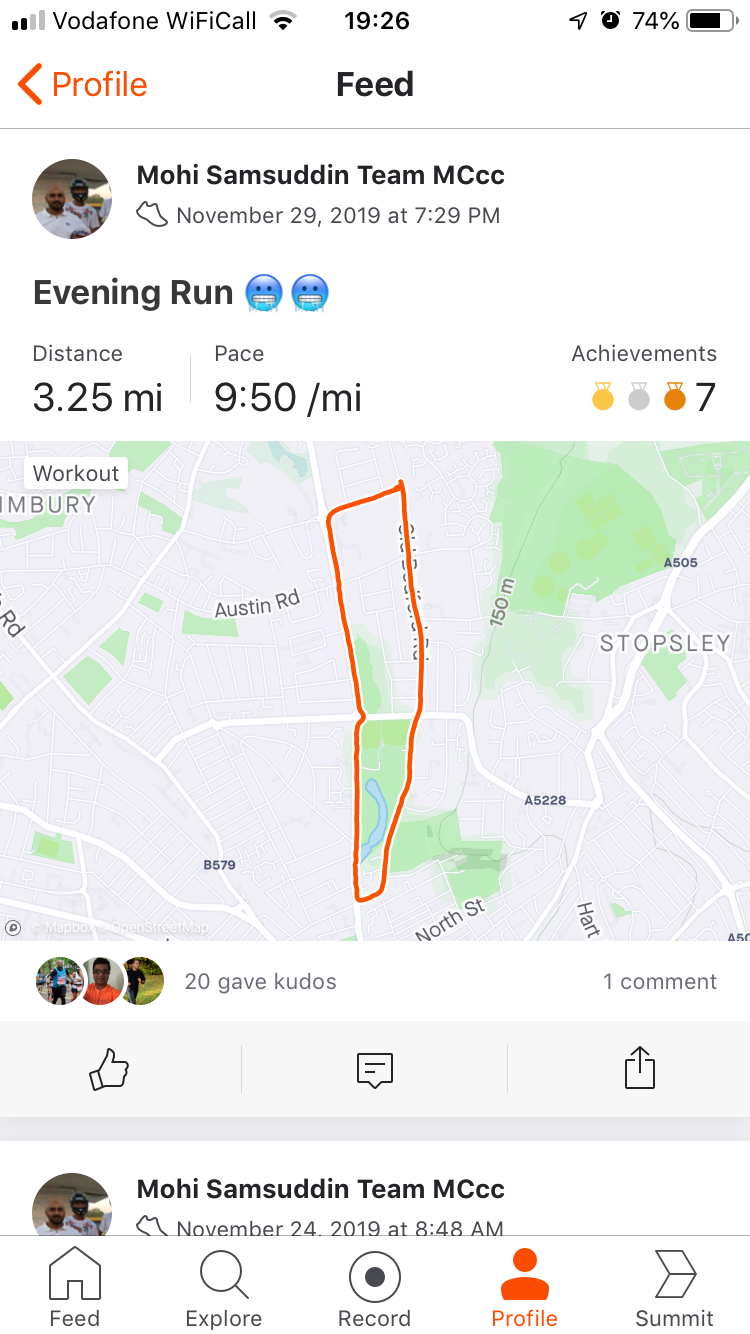 Vodafone WiFiCall 19:26 74%
Profile Feed
Mohi Samsuddin Team MCcc
November 29, 2019 at 7:29 PM
Evening Run 🥶🥶
Distance Pace Achievements
3.25 mi 9:50 /mi 7
Workout
IMBURY
A505
Austin Rd
150 m
Rd
STOPSLEY
A5228
B579
North St
Hart
© Mapbox © OpenStreetMap
A50
20 gave kudos 1 comment
Mohi Samsuddin Team MCcc
November 24, 2019 at 8:48 AM
Feed Explore Record Profile Summit